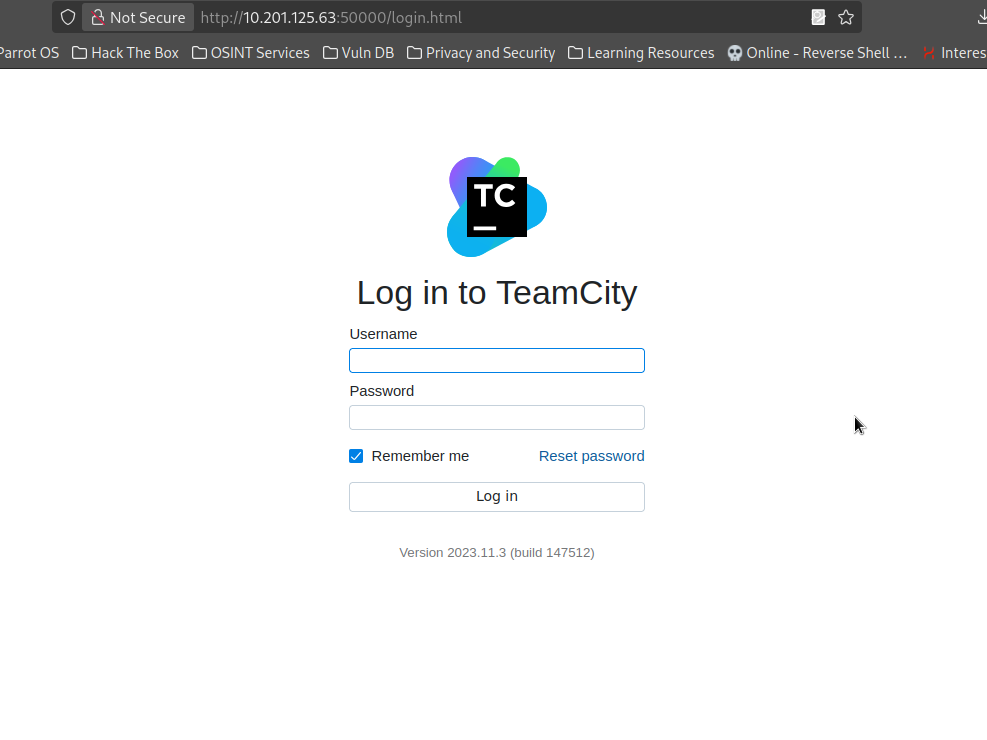 Not Secure http://10.201.125.63:50000/login.html
Parrot OS Hack The Box OSINT Services Vuln DB Privacy and Security Learning Resources Online - Reverse Shell … Interes
TC
Log in to TeamCity
Username
Password
Remember me Reset password
Log in
Version 2023.11.3 (build 147512)